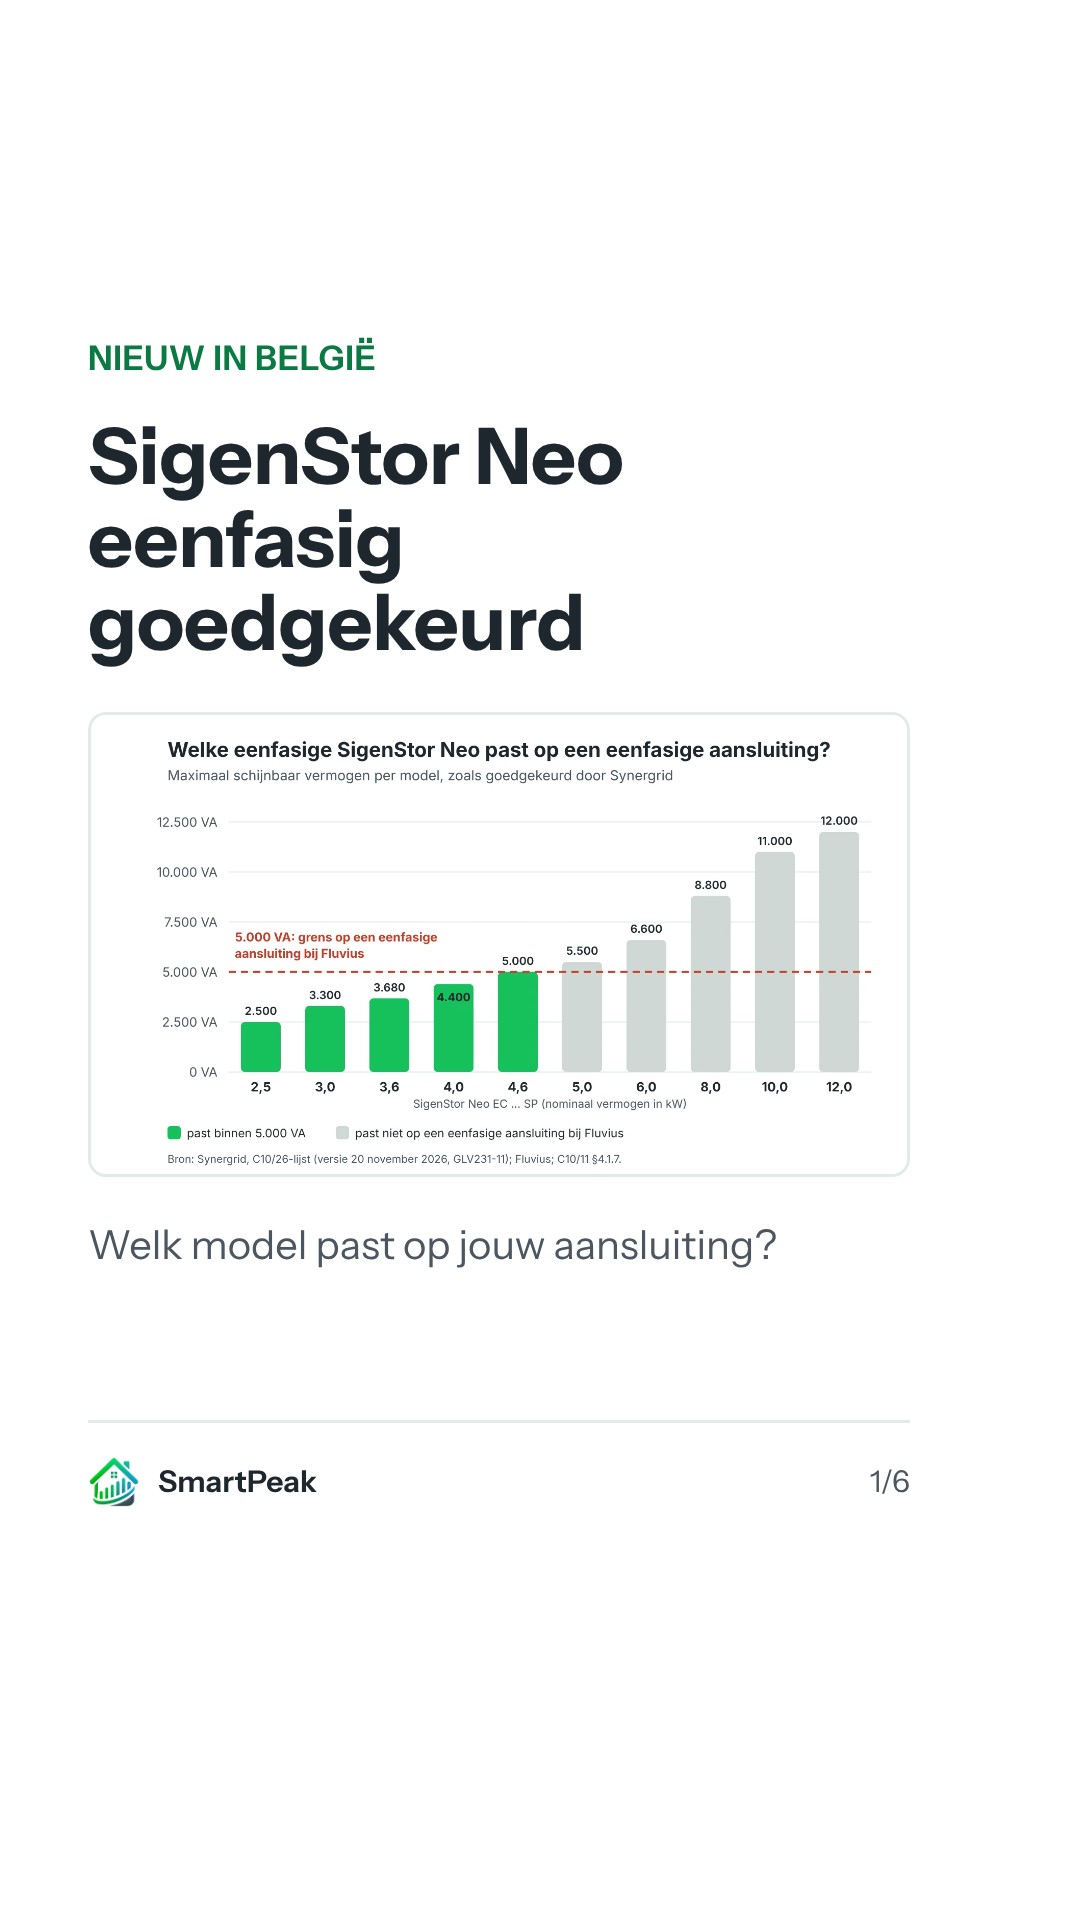 NIEUW IN BELGIË
SigenStor Neo
eenfasig
goedgekeurd
Welke eenfasige SigenStor Neo past op een eenfasige aansluiting?
Maximaal schijnbaar vermogen per model, zoals goedgekeurd door Synergrid
12.500 VA
10.000 VA
7.500 VA
5.000 VA
2.500 VA
0 VA
5.000 VA: grens op een eenfasige
aansluiting bij Fluvius
2.500
3.300
3.680
4.400
5.000
5.500
6.600
8.800
11.000
12.000
2,5
3,0
3,6
4,0
4,6
5,0
6,0
8,0
10,0
12,0
SigenStor Neo EC ... SP (nominaal vermogen in kW)
past binnen 5.000 VA
past niet op een eenfasige aansluiting bij Fluvius
Bron: Synergrid, C10/26-lijst (versie 20 november 2026, GLV231-11); Fluvius; C10/11 §4.1.7.
Welk model past op jouw aansluiting?
SmartPeak
1/6